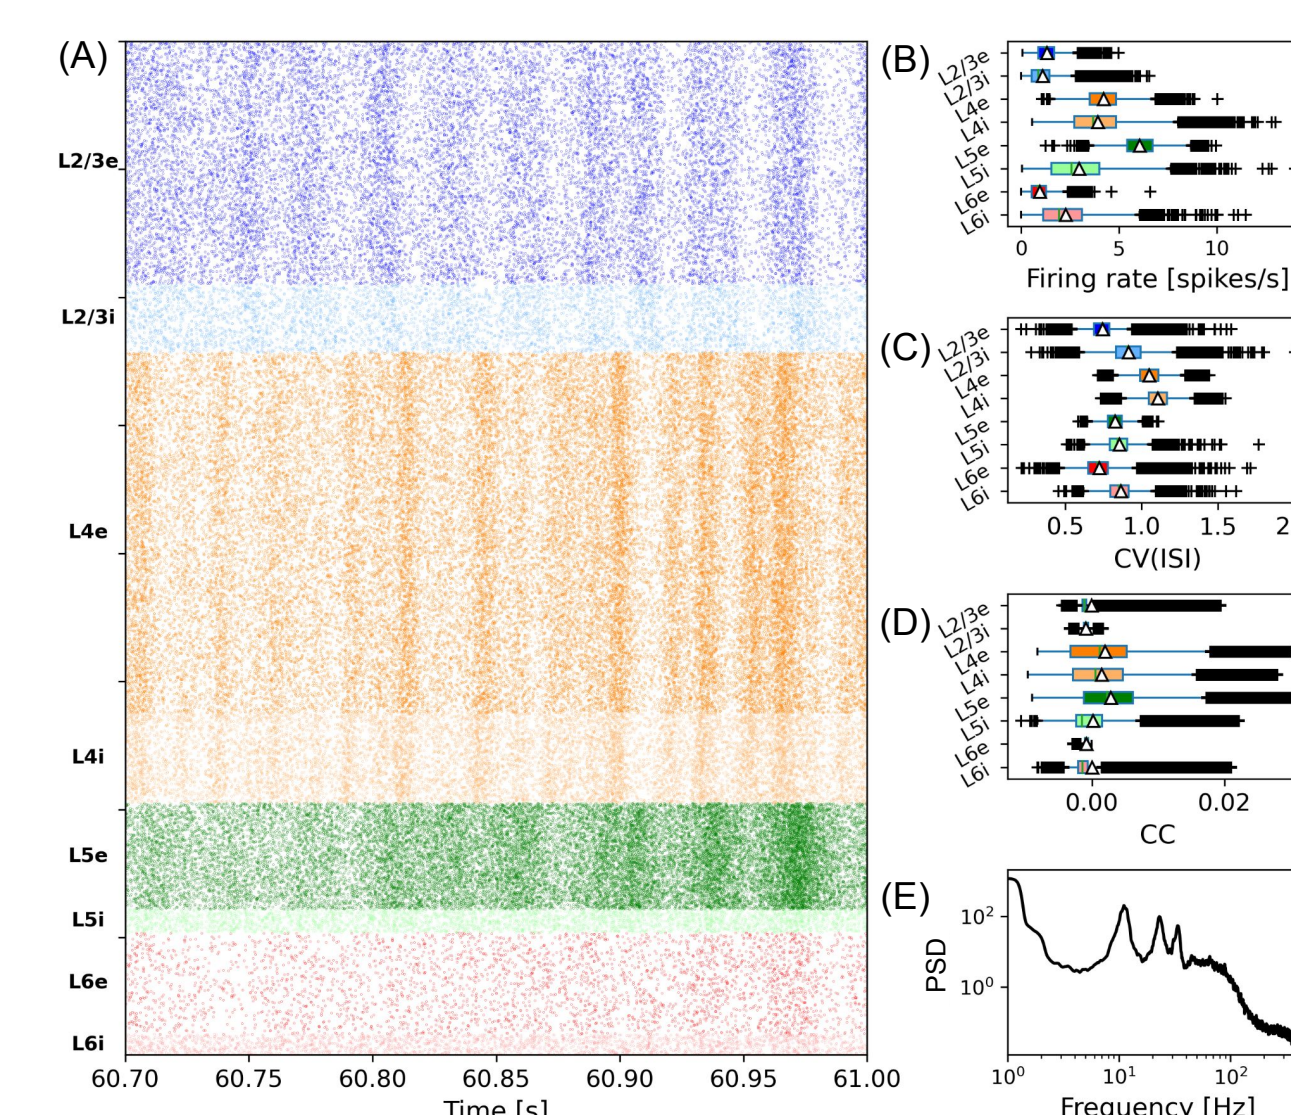 (A)
L2/3e
L2/3i
L4e
L4i
L5e
L5i
L6e
L6i
60.70 60.75 60.80 60.85 60.90 60.95 61.00
Time [s]
(B)
L2/3e
L2/3i
L4e
L4i
L5e
L5i
L6e
L6i
0 5 10
Firing rate [spikes/s]
(C)
L2/3e
L2/3i
L4e
L4i
L5e
L5i
L6e
L6i
0.5 1.0 1.5 2
CV(ISI)
(D)
L2/3e
L2/3i
L4e
L4i
L5e
L5i
L6e
L6i
0.00 0.02
CC
(E)
PSD
10²
10⁰
10⁰ 10¹ 10²
Frequency [Hz]